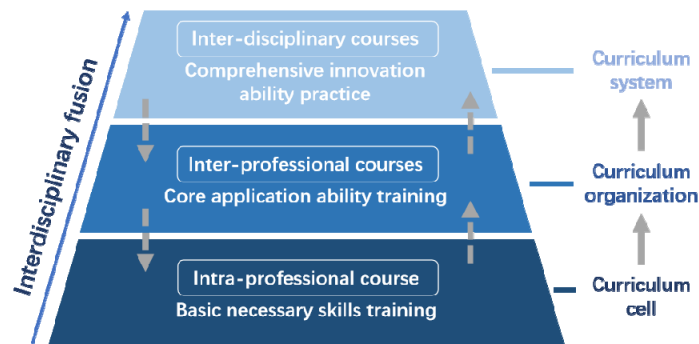 Interdisciplinary fusion
Inter-disciplinary courses
Comprehensive innovation
ability practice
Curriculum
system
Inter-professional courses
Core application ability training
Curriculum
organization
Intra-professional course
Basic necessary skills training
Curriculum
cell